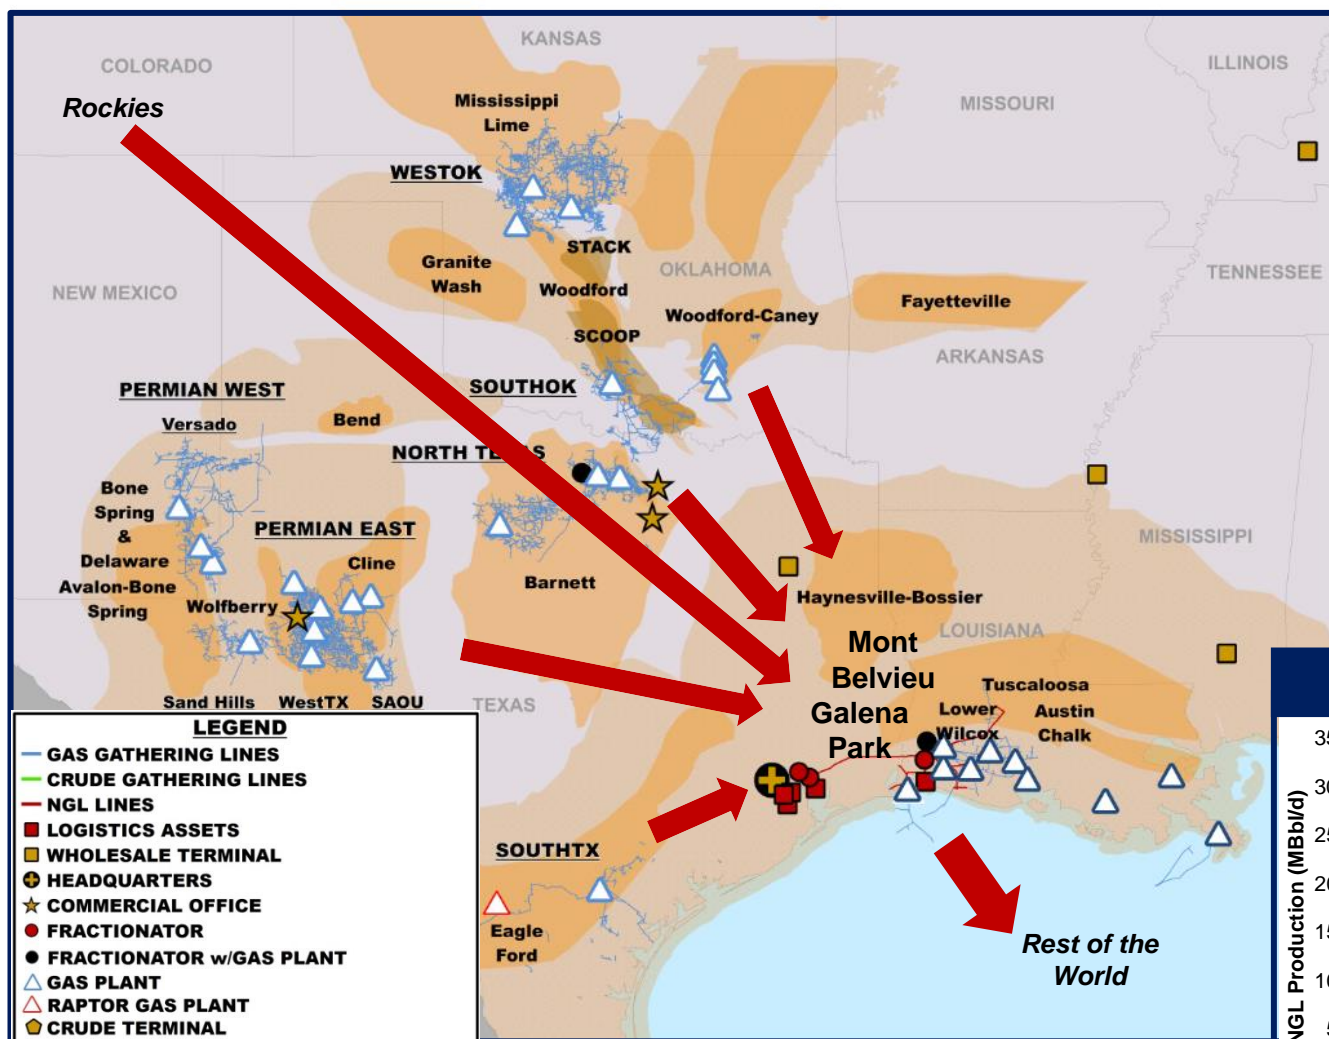 KANSAS
COLORADO
ILLINOIS
Rockies
Mississippi
Lime
MISSOURI
WESTOK
STACK
Granite
Wash
OKLAHOMA
TENNESSEE
NEW MEXICO
Woodford
Fayetteville
Woodford-Caney
SCOOP
ARKANSAS
PERMIAN WEST
SOUTHOK
Versado
Bend
NORTH TEXAS
Bone
Spring
&
Delaware
Avalon-Bone
Spring
PERMIAN EAST
Cline
MISSISSIPPI
Barnett
Wolfberry
Haynesville-Bossier
LOUISIANA
Mont
Belvieu
Galena
Park
Tuscaloosa
Austin
Chalk
Lower
Wilcox
Sand Hills
WestTX
SAOU
TEXAS
LEGEND
GAS GATHERING LINES
CRUDE GATHERING LINES
NGL LINES
LOGISTICS ASSETS
WHOLESALE TERMINAL
HEADQUARTERS
COMMERCIAL OFFICE
FRACTIONATOR
FRACTIONATOR w/GAS PLANT
GAS PLANT
RAPTOR GAS PLANT
CRUDE TERMINAL
SOUTHTX
Eagle
Ford
Rest of the
World
NGL Production (MBbl/d)